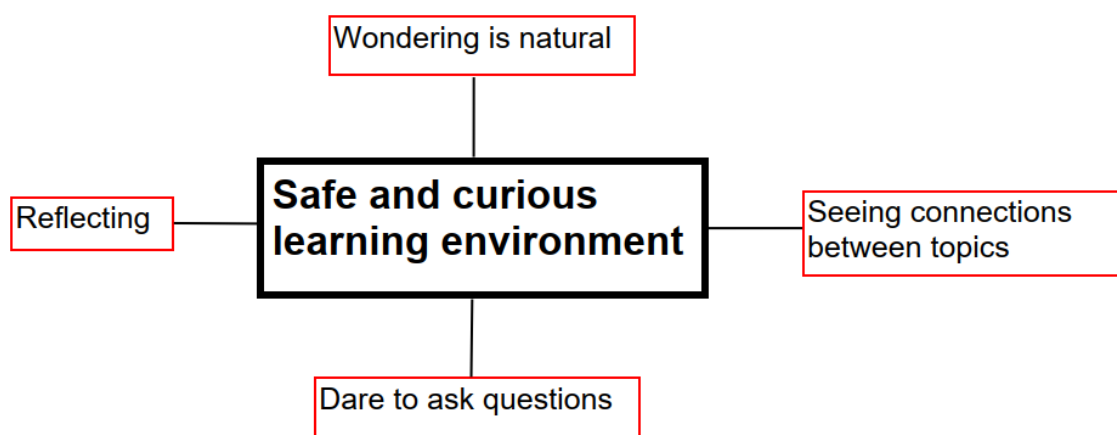 Wondering is natural
Safe and curious
learning environment
Reflecting
Seeing connections
between topics
Dare to ask questions